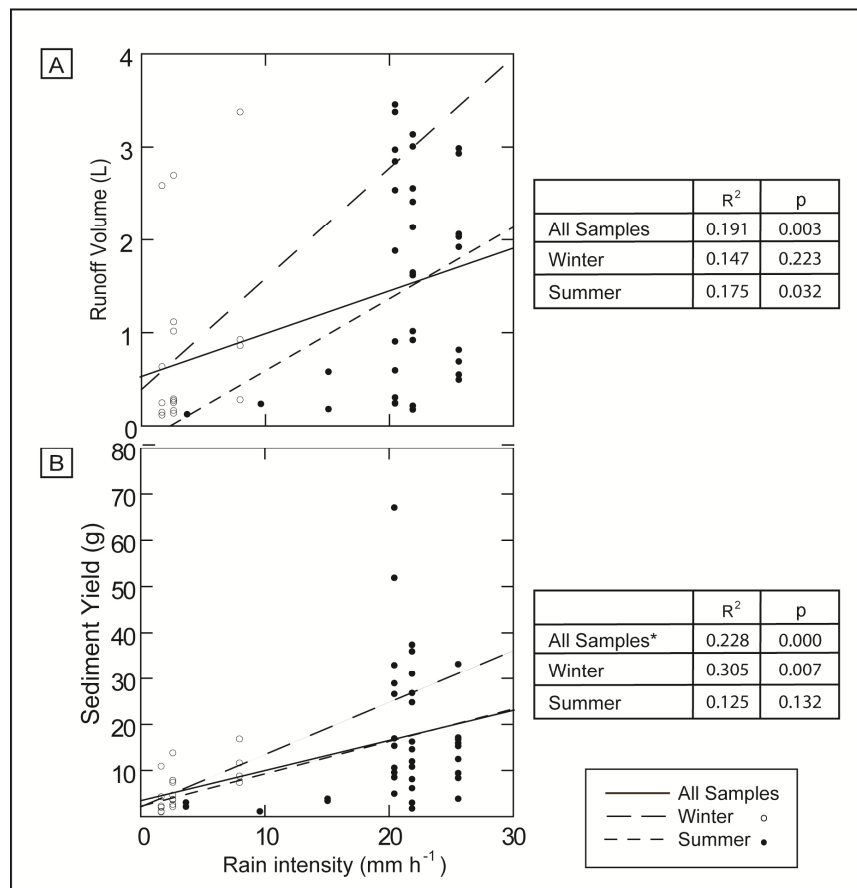 A
4
3
2
1
0
Runoff Volume (L)
R²
p
All Samples
0.191
0.003
Winter
0.147
0.223
Summer
0.175
0.032
B
80
70
60
50
40
30
20
10
Sediment Yield (g)
0
10
20
30
Rain intensity (mm h⁻¹)
R²
p
All Samples*
0.228
0.000
Winter
0.305
0.007
Summer
0.125
0.132
All Samples
Winter
Summer